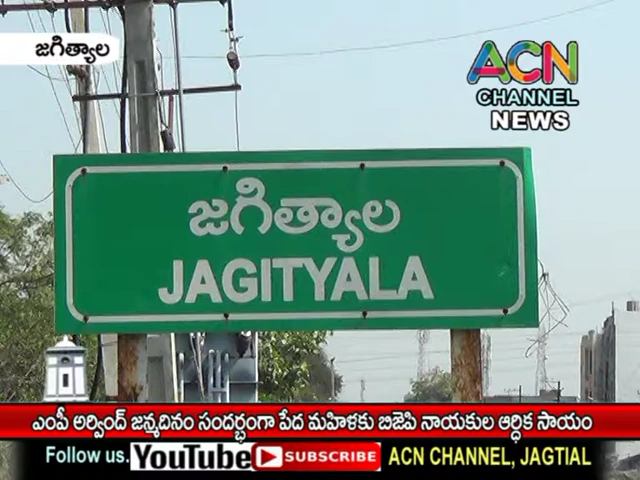 జగిత్యాల
ACN
CHANNEL
NEWS
జగిత్యాల
JAGITYALA
ఎంపీ అర్వింద్ జన్మదినం సందర్భంగా పేద మహిళకు బిజెపి నాయకుల ఆర్ధిక సాయం
Follow us. YouTube SUBSCRIBE ACN CHANNEL, JAGTIAL